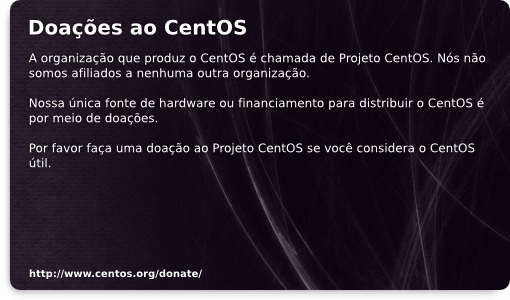 Doações ao CentOS
A organização que produz o CentOS é chamada de Projeto CentOS. Nós não
somos afiliados a nenhuma outra organização.
Nossa única fonte de hardware ou financiamento para distribuir o CentOS é
por meio de doações.
Por favor faça uma doação ao Projeto CentOS se você considera o CentOS
útil.
http://www.centos.org/donate/